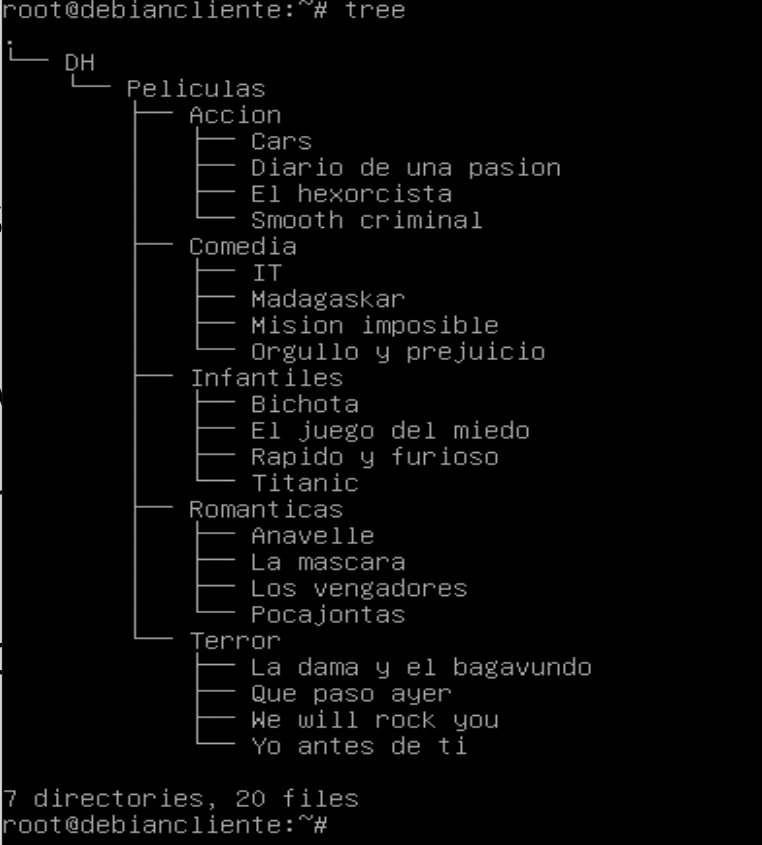 root@debiancliente:~# tree
.
└── DH
    └── Peliculas
        ├── Accion
        │   ├── Cars
        │   ├── Diario de una pasion
        │   ├── El hexorcista
        │   └── Smooth criminal
        ├── Comedia
        │   ├── IT
        │   ├── Madagaskar
        │   ├── Mision imposible
        │   └── Orgullo y prejuicio
        ├── Infantiles
        │   ├── Bichota
        │   ├── El juego del miedo
        │   ├── Rapido y furioso
        │   └── Titanic
        ├── Romanticas
        │   ├── Anavelle
        │   ├── La mascara
        │   ├── Los vengadores
        │   └── Pocajontas
        └── Terror
            ├── La dama y el bagavundo
            ├── Que paso ayer
            ├── We will rock you
            └── Yo antes de ti
7 directories, 20 files
root@debiancliente:~#